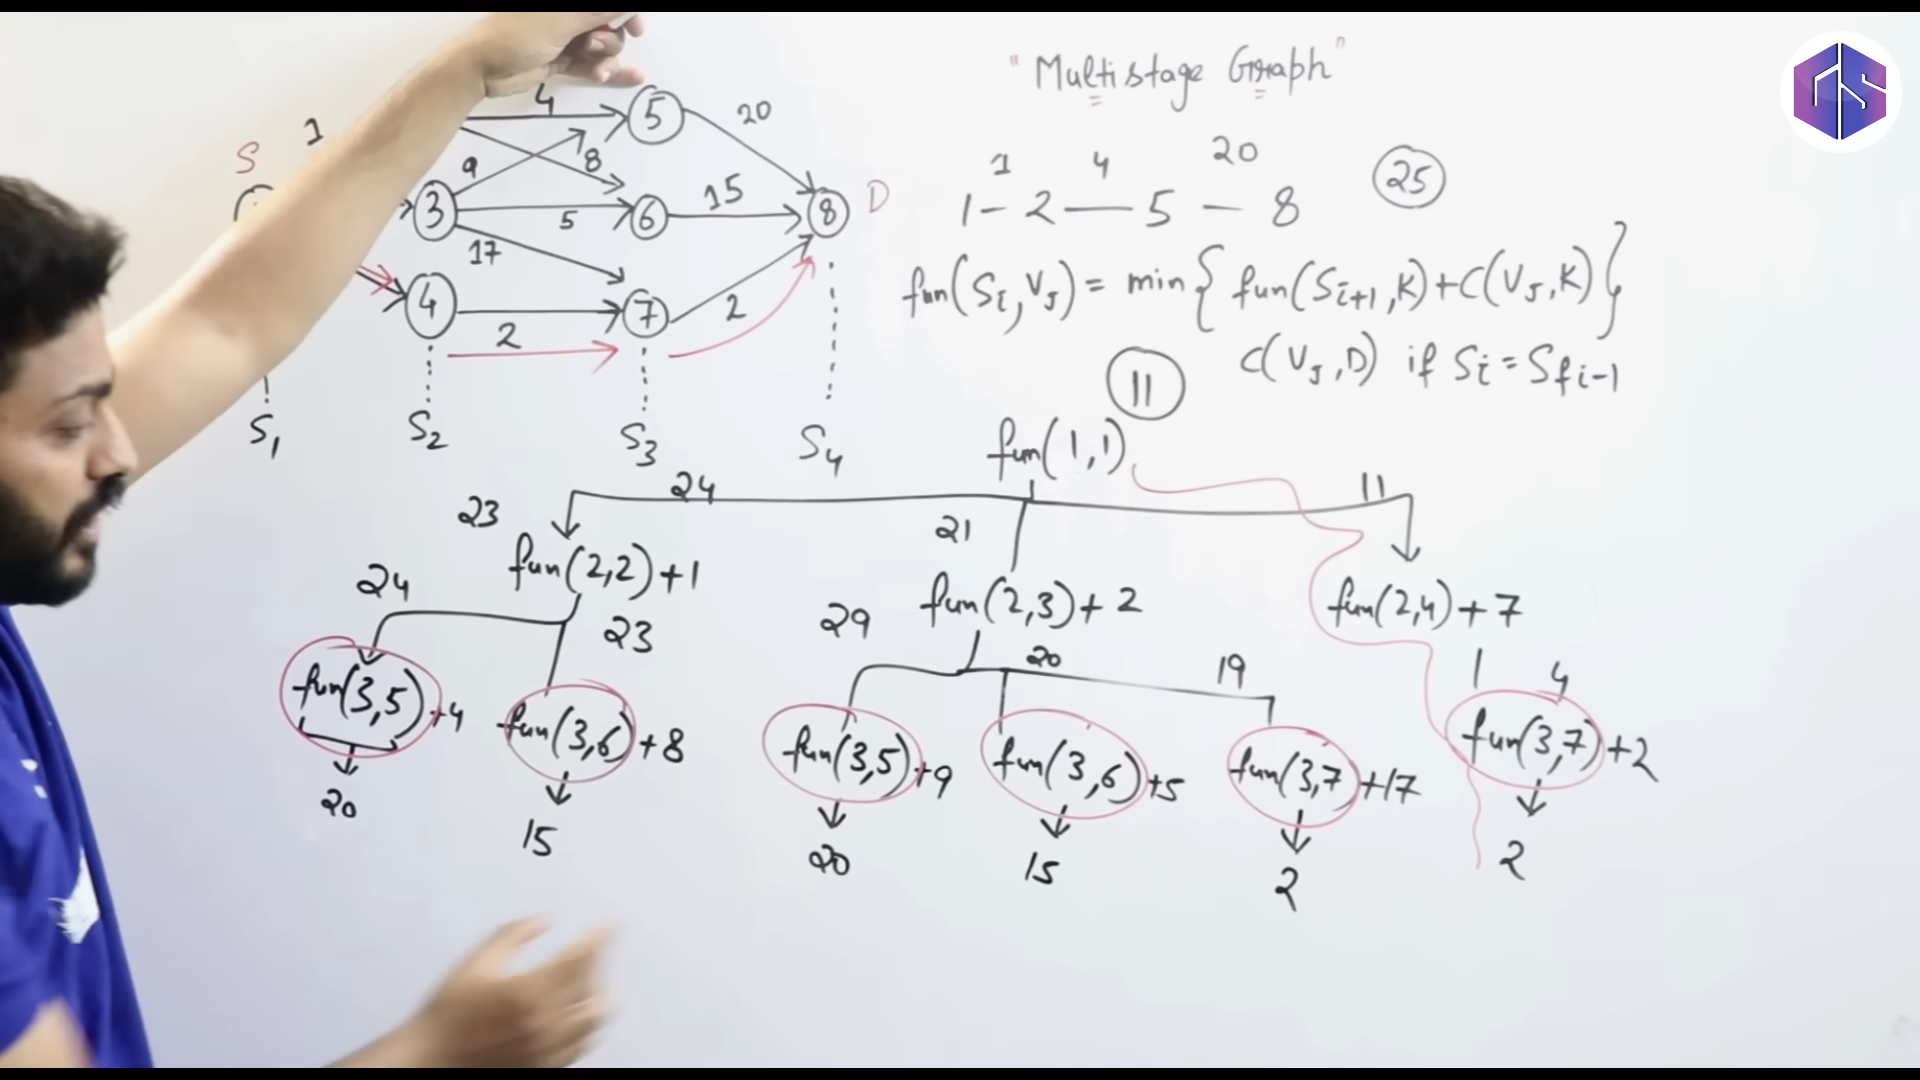 "Multistage Graph"
S
1
4
5
20
9
8
3
5
6
15
8
D
17
4
2
7
2
S1
S2
S3
S4
1 4 20
1 - 2 — 5 - 8
25
fun(Si, VJ) = min { fun(Si+1, K) + C(VJ, K) }
C(VJ, D) if Si = Sfi-1
11
fun(1,1)
24
11
23
21
fun(2,2)+1
fun(2,3)+2
fun(2,4)+7
24
23
29
20
19
1 4
fun(3,5)+4
fun(3,6)+8
fun(3,5)+9
fun(3,6)+5
fun(3,7+17
fun(3,7)+2
20
15
20
15
2
2